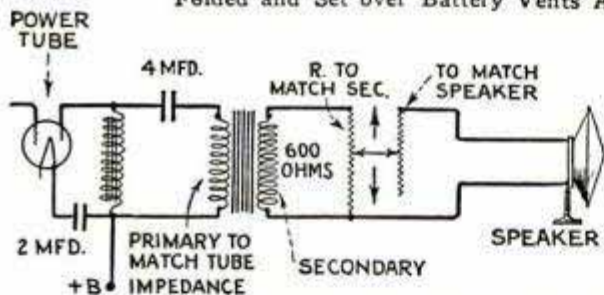 Folded and Set over Battery Vents
POWER
TUBE
4 MFD.
R. TO
MATCH SEC.
TO MATCH
SPEAKER
600
OHMS
2 MFD.
+B
PRIMARY TO
MATCH TUBE
IMPEDANCE
SECONDARY
SPEAKER